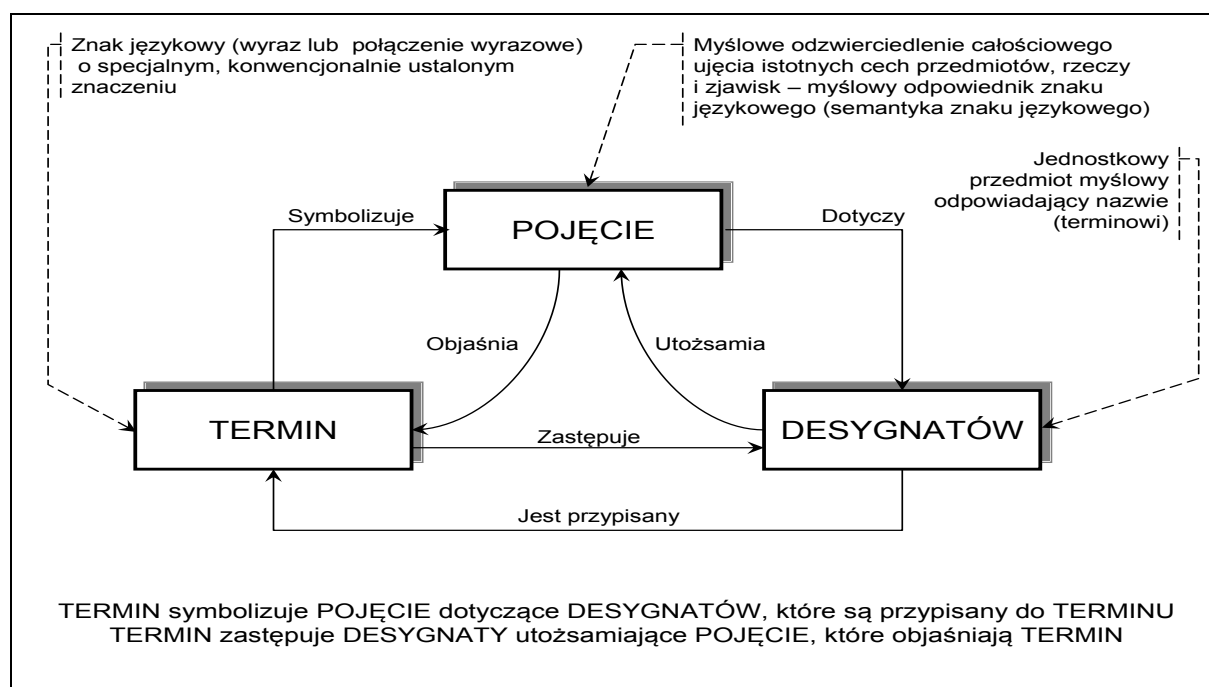 Znak językowy (wyraz lub połączenie wyrazowe)
o specjalnym, konwencjonalnie ustalonym
znaczeniu
Myślowe odzwierciedlenie całościowego
ujęcia istotnych cech przedmiotów, rzeczy
i zjawisk – myślowy odpowiednik znaku
językowego (semantyka znaku językowego)
Jednostkowy
przedmiot myślowy
odpowiadający nazwie
(terminowi)
Symbolizuje
POJĘCIE
Dotyczy
Objaśnia
Utożsamia
TERMIN
Zastępuje
DESYGNATÓW
Jest przypisany
TERMIN symbolizuje POJĘCIE dotyczące DESYGNATÓW, które są przypisany do TERMINU
TERMIN zastępuje DESYGNATY utożsamiające POJĘCIE, które objaśniają TERMIN